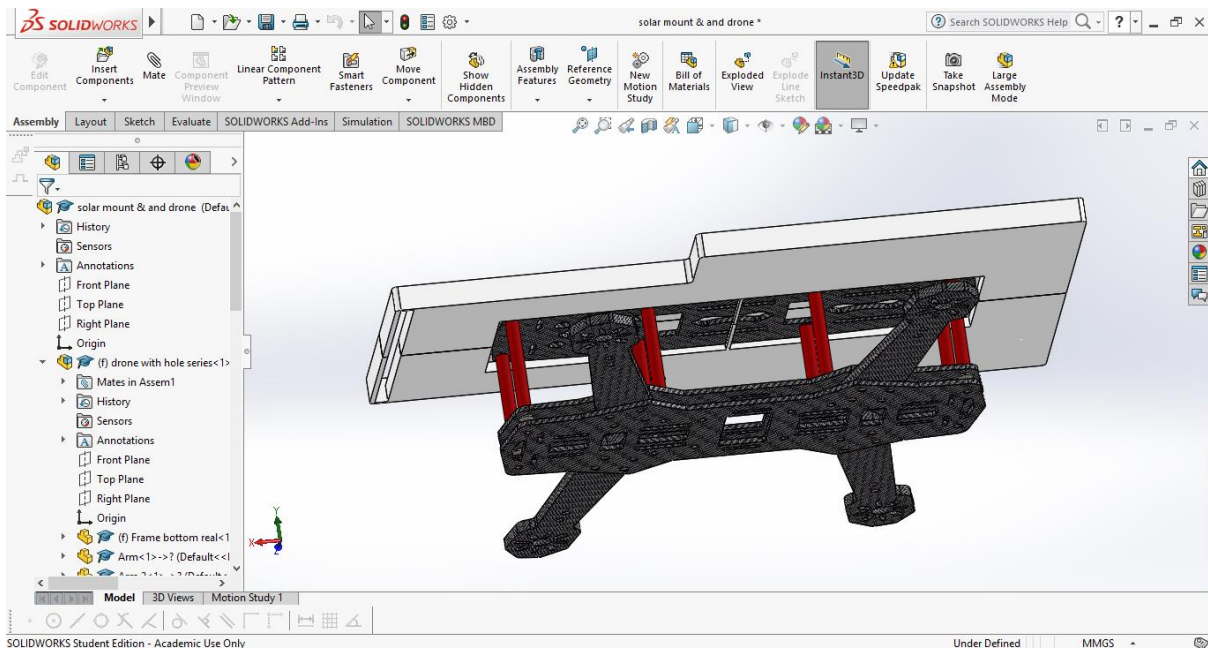 SOLIDWORKS
solar mount & and drone *
Search SOLIDWORKS Help
?
Edit Component
Insert Components
Mate
Component Preview Window
Linear Component Pattern
Smart Fasteners
Move Component
Show Hidden Components
Assembly Features
Reference Geometry
New Motion Study
Bill of Materials
Exploded View
Explode Line Sketch
Instant3D
Update Speedpak
Take Snapshot
Large Assembly Mode
Assembly Layout Sketch Evaluate SOLIDWORKS Add-Ins Simulation SOLIDWORKS MBD
solar mount & and drone (Defau
History
Sensors
Annotations
Front Plane
Top Plane
Right Plane
Origin
(f) drone with hole series<1>
Mates in Assem1
History
Sensors
Annotations
Front Plane
Top Plane
Right Plane
Origin
(f) Frame bottom real<1
Arm<1>->? (Default<<
Y
X
Z
Model 3D Views Motion Study 1
SOLIDWORKS Student Edition - Academic Use Only
Under Defined
MMGS